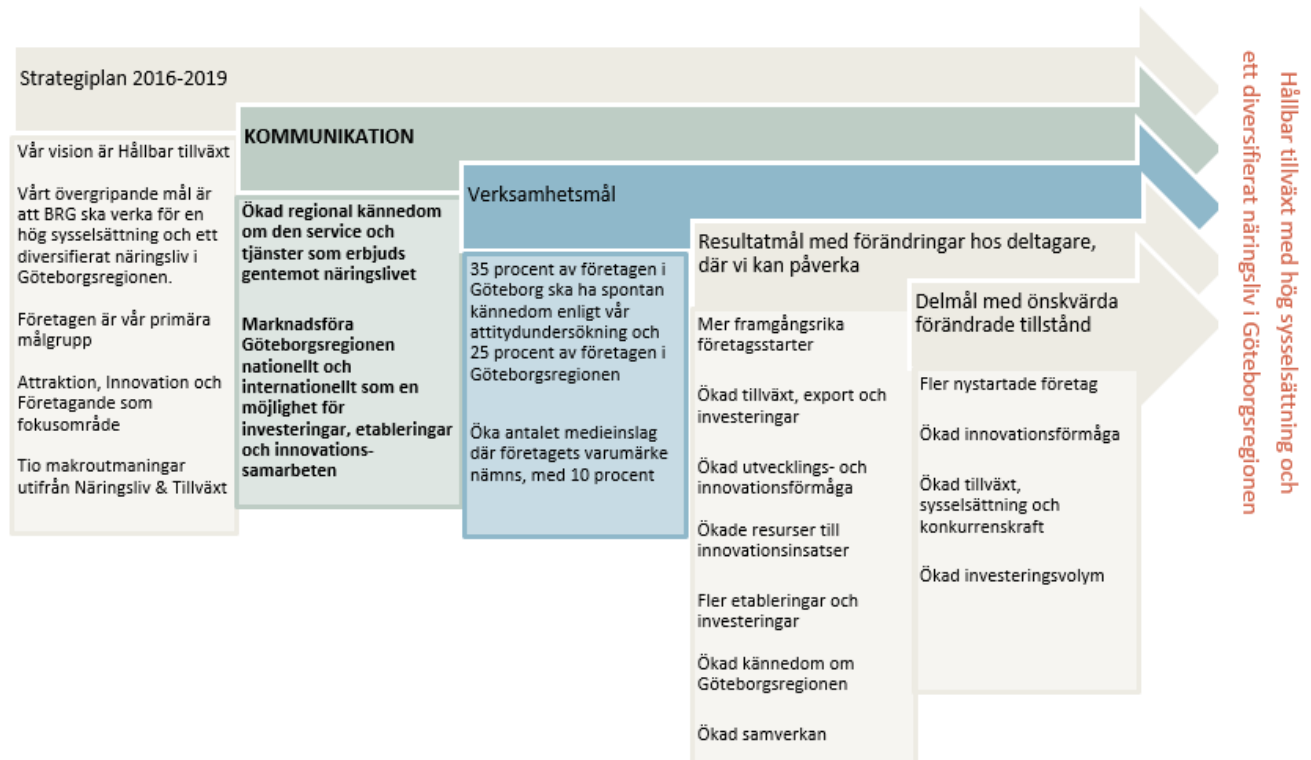 Strategiplan 2016-2019
Vår vision är Hållbar tillväxt
Vårt övergripande mål är
att BRG ska verka för en
hög sysselsättning och ett
diversifierat näringsliv i
Göteborgsregionen.
Företagen är vår primära
målgrupp
Attraktion, Innovation och
Företagande som
fokusområde
Tio makroutmaningar
utifrån Näringsliv & Tillväxt
KOMMUNIKATION
Ökad regional kännedom
om den service och
tjänster som erbjuds
gentemot näringslivet
Marknadsföra
Göteborgsregionen
nationellt och
internationellt som en
möjlighet för
investeringar, etableringar
och innovations-
samarbeten
Verksamhetsmål
35 procent av företagen i
Göteborg ska ha spontan
kännedom enligt vår
attitydundersökning och
25 procent av företagen i
Göteborgsregionen
Öka antalet medieinslag
där företagets varumärke
nämns, med 10 procent
Resultatmål med förändringar hos deltagare,
där vi kan påverka
Mer framgångsrika
företagsstarter
Ökad tillväxt, export och
investeringar
Ökad utvecklings- och
innovationsförmåga
Ökade resurser till
innovationsinsatser
Fler etableringar och
investeringar
Ökad kännedom om
Göteborgsregionen
Ökad samverkan
Delmål med önskvärda
förändrade tillstånd
Fler nystartade företag
Ökad innovationsförmåga
Ökad tillväxt,
sysselsättning och
konkurrenskraft
Ökad investeringsvolym
Hållbar tillväxt med hög sysselsättning och
ett diversifierat näringsliv i Göteborgsregionen